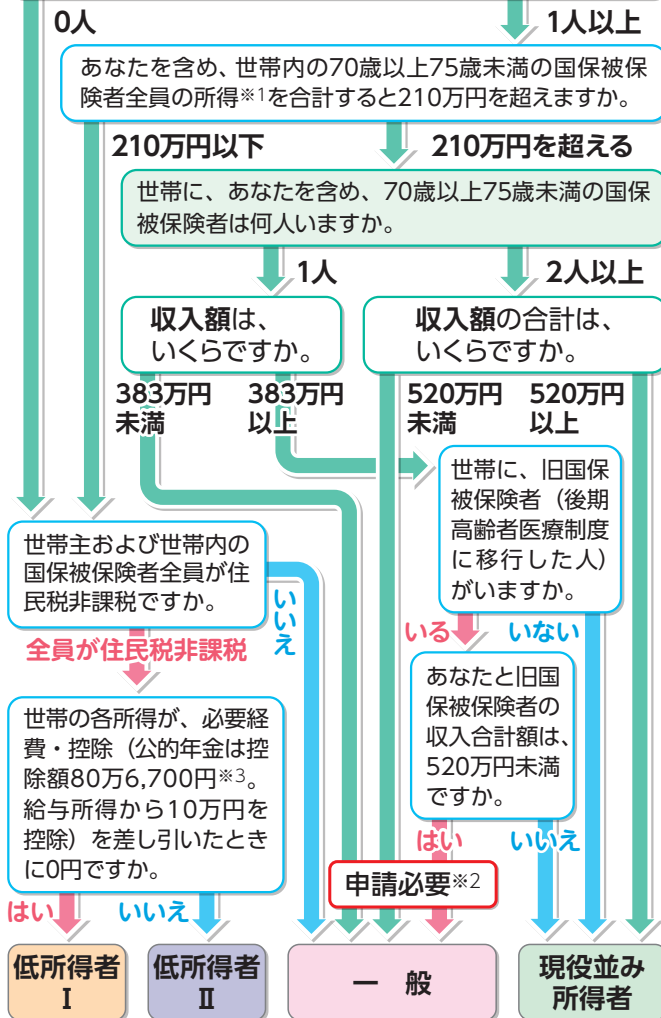 0人
1人以上
あなたを含め、世帯内の70歳以上75歳未満の国保被保
険者全員の所得※1を合計すると210万円を超えますか。
210万円以下
210万円を超える
世帯に、あなたを含め、70歳以上75歳未満の国保
被保険者は何人いますか。
1人
2人以上
収入額は、
いくらですか。
収入額の合計は、
いくらですか。
383万円
未満
383万円
以上
520万円
未満
520万円
以上
世帯に、旧国保
被保険者（後期
高齢者医療制度
に移行した人）
がいますか。
世帯主および世帯内の
国保被保険者全員が住
民税非課税ですか。
いいえ
全員が住民税非課税
いる
いない
あなたと旧国
保被保険者の
収入合計額は、
520万円未満
ですか。
世帯の各所得が、必要経
費・控除（公的年金は控
除額80万6,700円※3。
給与所得から10万円を
控除）を差し引いたとき
に0円ですか。
はい
いいえ
申請必要※2
はい
いいえ
低所得者
Ⅰ
低所得者
Ⅱ
一 般
現役並み
所得者